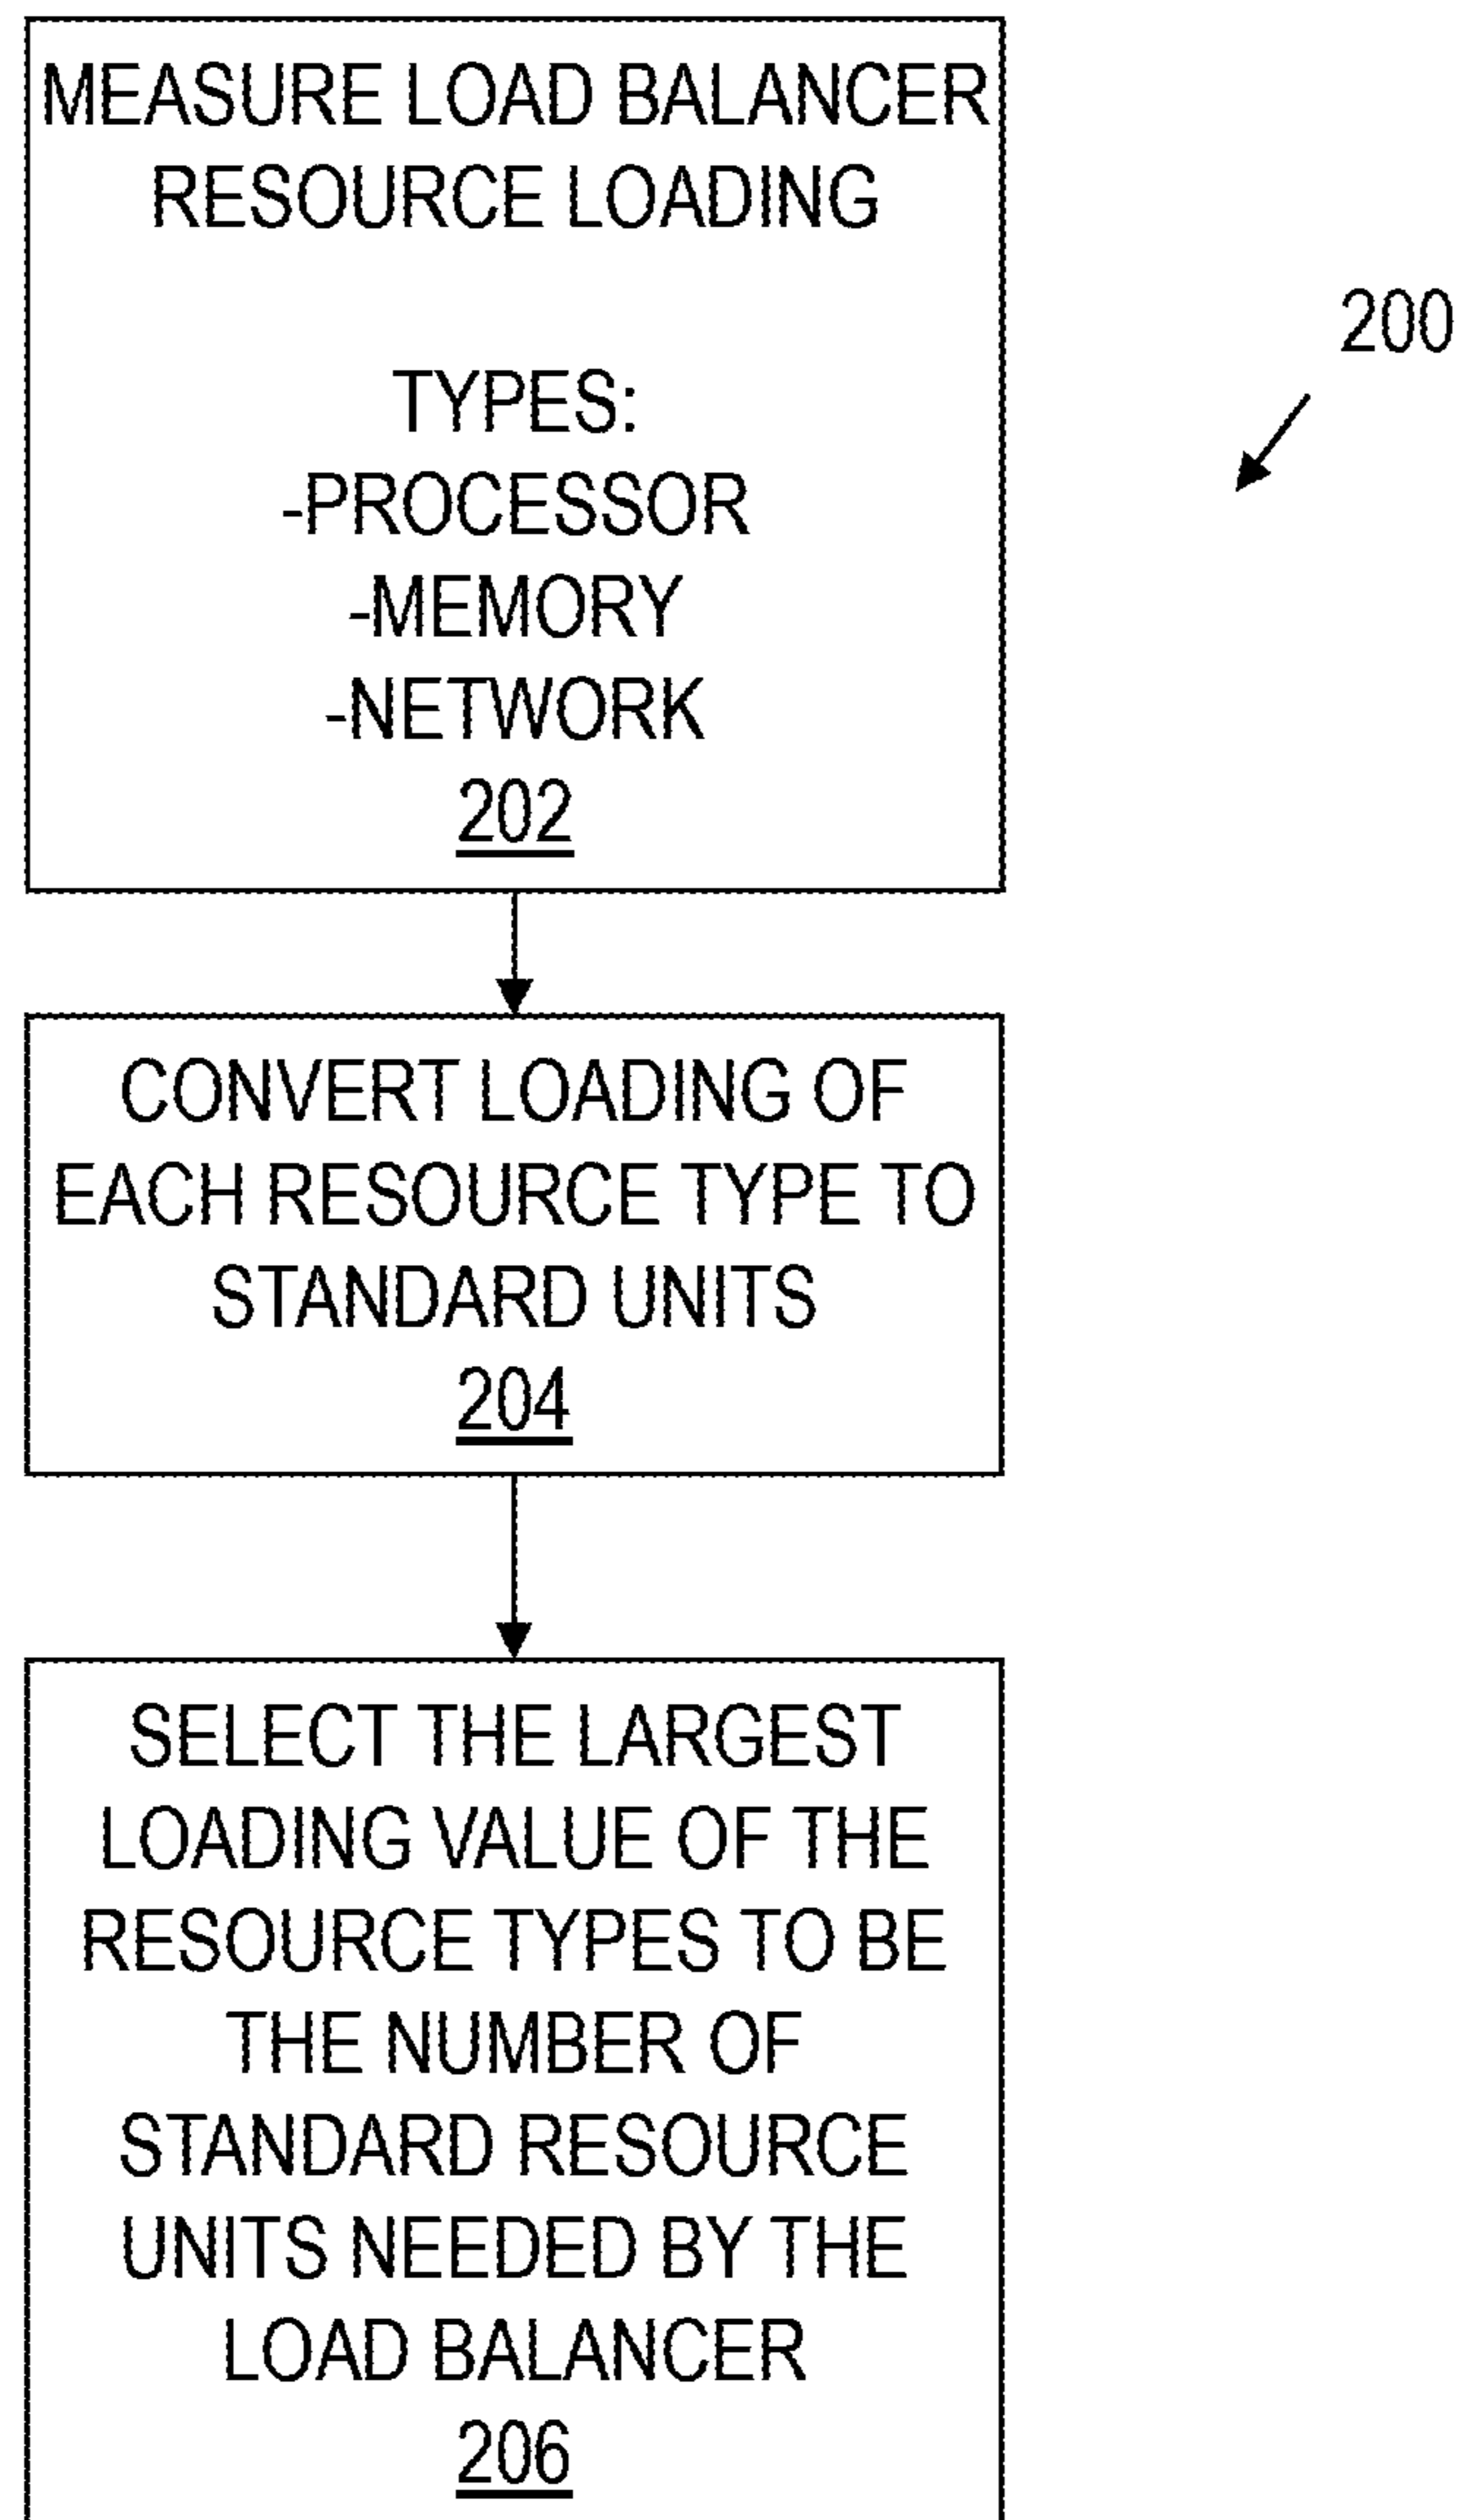 MEASURE LOAD BALANCER
RESOURCE LOADING
TYPES:
-PROCESSOR
-MEMORY
-NETWORK
202
200
CONVERT LOADING OF
EACH RESOURCE TYPE TO
STANDARD UNITS
204
SELECT THE LARGEST
LOADING VALUE OF THE
RESOURCE TYPES TO BE
THE NUMBER OF
STANDARD RESOURCE
UNITS NEEDED BY THE
LOAD BALANCER
206